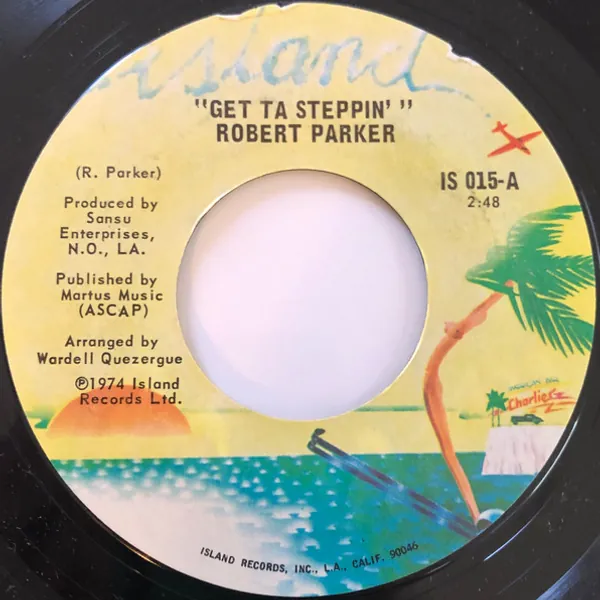 island
"GET TA STEPPIN' "
ROBERT PARKER
(R. Parker)
IS 015-A
2:48
Produced by
Sansu
Enterprises,
N.O., LA.
Published by
Martus Music
(ASCAP)
Arranged by
Wardell Quezergue
℗1974 Island
Records Ltd.
Charlies
ISLAND RECORDS, INC., L.A., CALIF. 90046